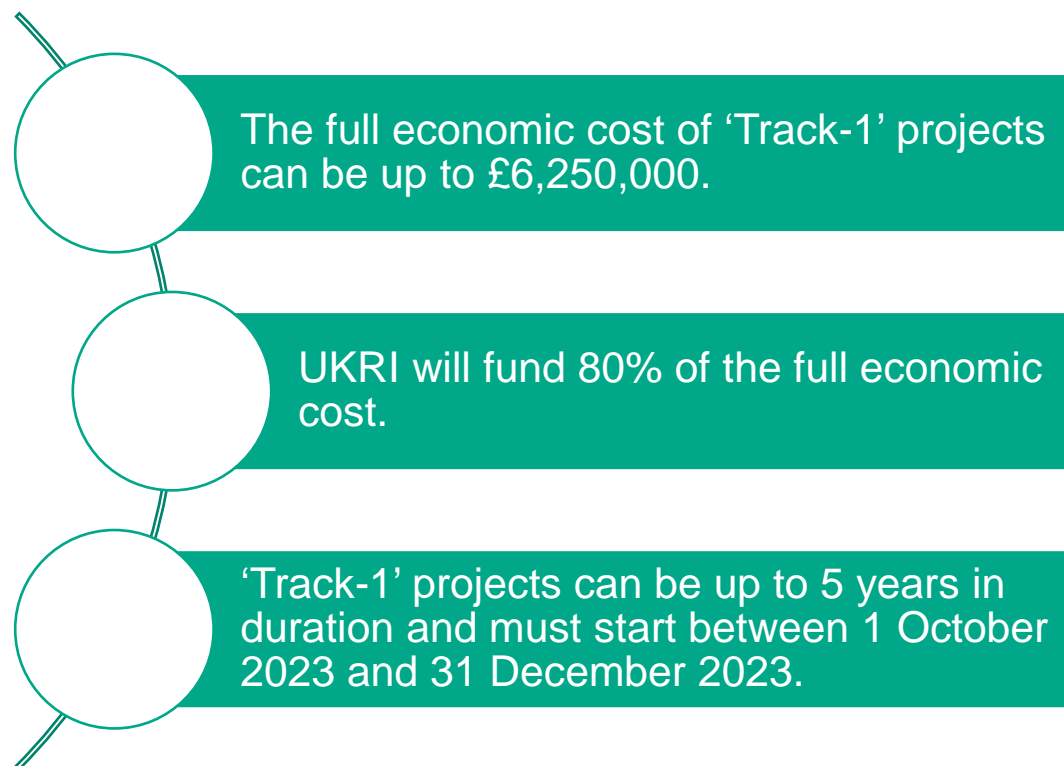 The full economic cost of ‘Track-1’ projects
can be up to £6,250,000.
UKRI will fund 80% of the full economic
cost.
‘Track-1’ projects can be up to 5 years in
duration and must start between 1 October
2023 and 31 December 2023.